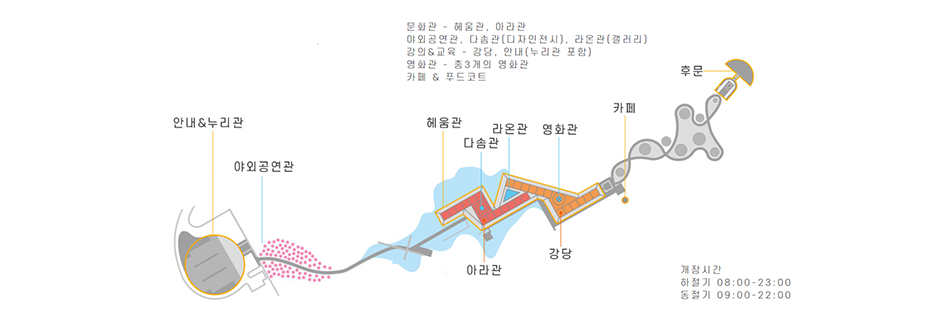 문화관 - 헤움관, 아라관
야외공연관, 다솜관(디자인전시), 라온관(갤러리)
강의&교육 - 강당, 안내(누리관 포함)
영화관 - 총3개의 영화관
카페 & 푸드코트
후문
카페
안내&누리관
헤움관
라온관
영화관
다솜관
야외공연관
아라관
강당
개장시간
하절기 08:00-23:00
동절기 09:00-22:00